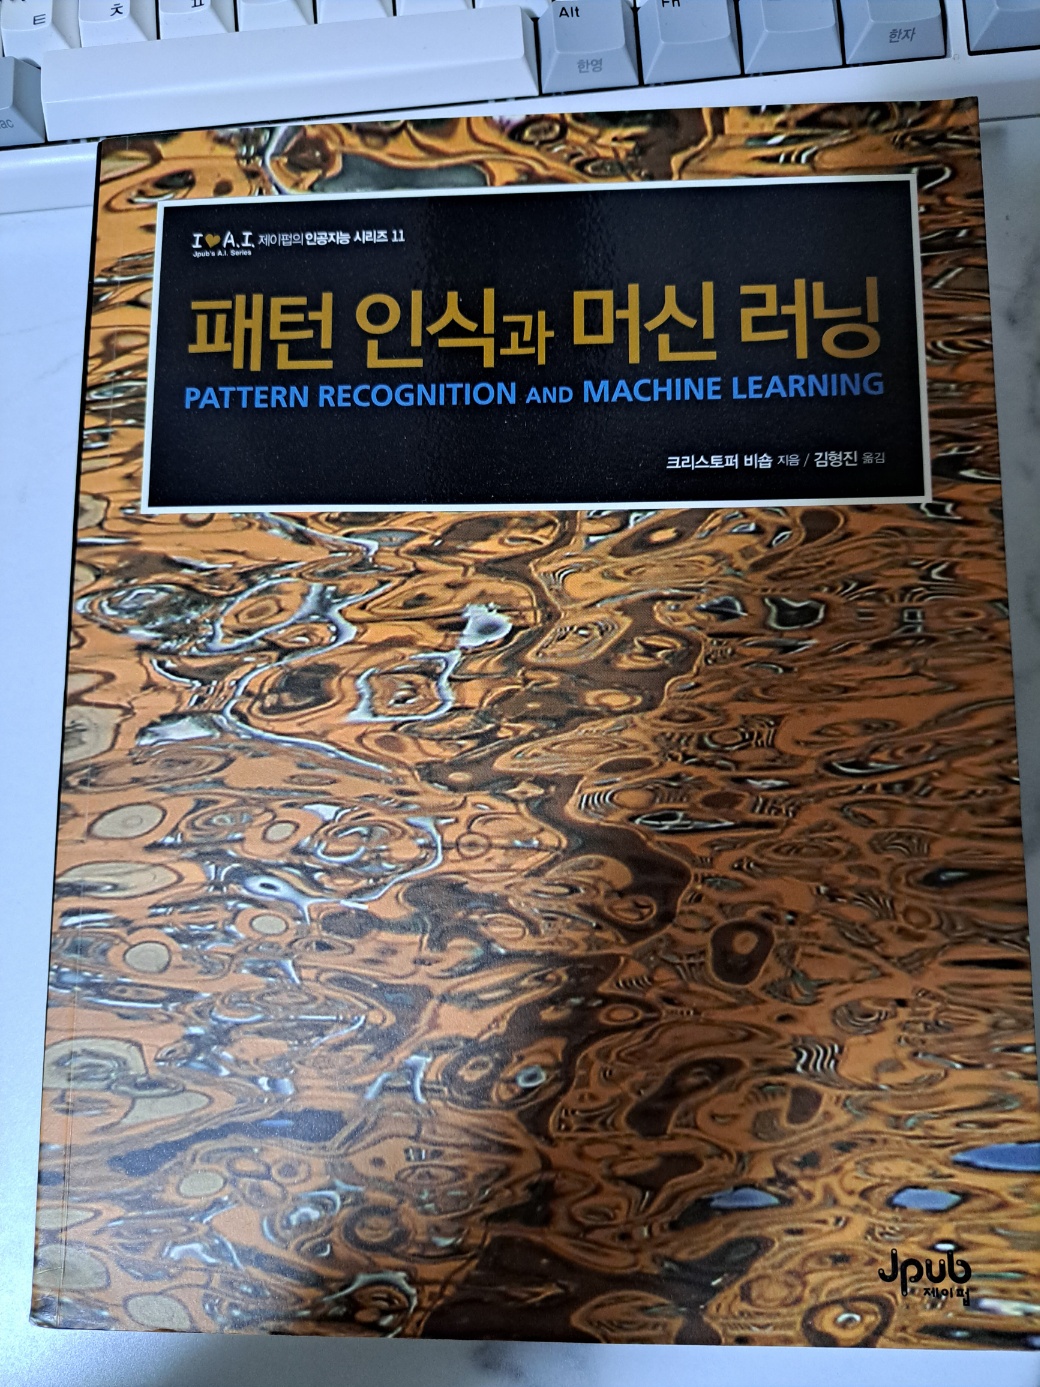 ㅌ
ㅊ
ㅍ
Alt
한영
한자
I♥A.I. 제이펍의 인공지능 시리즈 11
Jpub's A.I. Series
패턴 인식과 머신 러닝
PATTERN RECOGNITION AND MACHINE LEARNING
크리스토퍼 비숍 지음 / 김형진 옮김
Jpub
제이펍